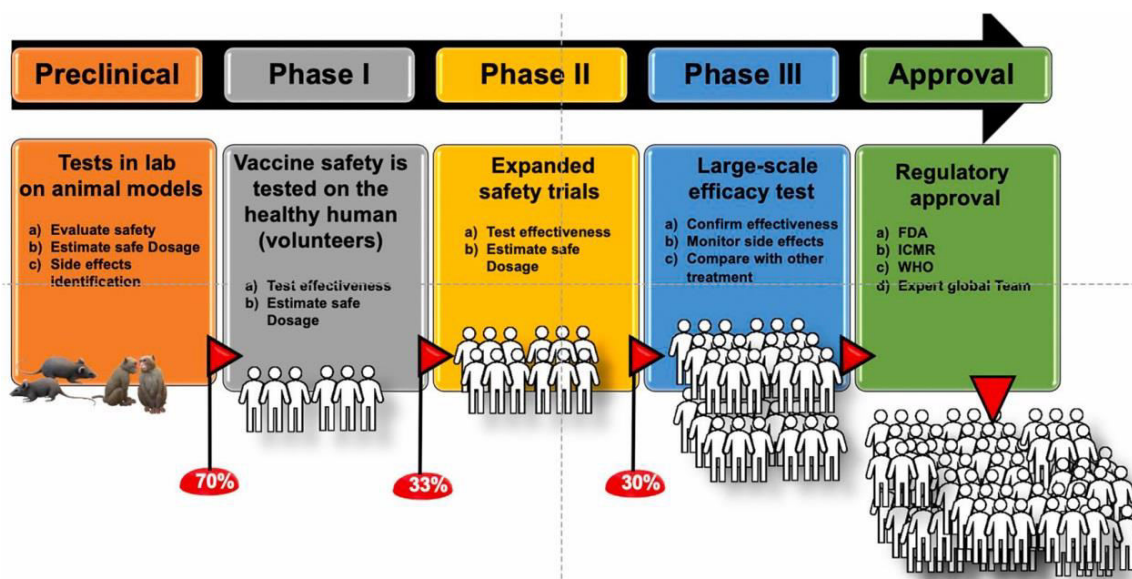 Preclinical
Phase I
Phase II
Phase III
Approval
Tests in lab
on animal models
a) Evaluate safety
b) Estimate safe Dosage
c) Side effects
identification
Vaccine safety is
tested on the
healthy human
(volunteers)
a) Test effectiveness
b) Estimate safe
Dosage
Expanded
safety trials
a) Test effectiveness
b) Estimate safe
Dosage
Large-scale
efficacy test
a) Confirm effectiveness
b) Monitor side effects
c) Compare with other
treatment
Regulatory
approval
a) FDA
b) ICMR
c) WHO
d) Expert global Team
70%
33%
30%